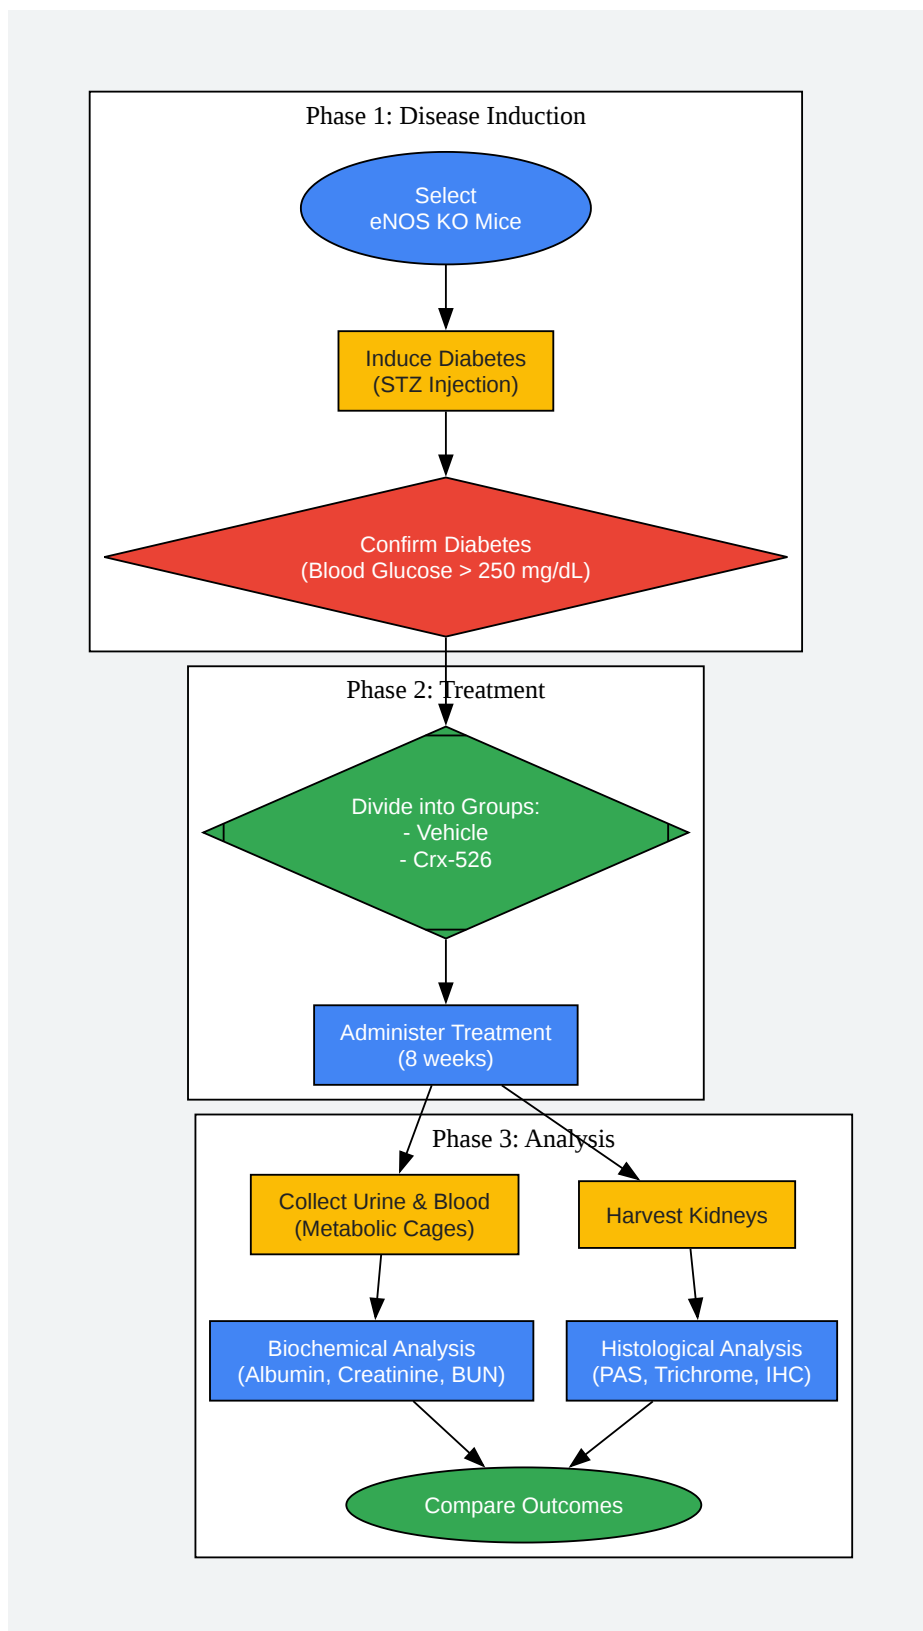 Phase 1: Disease Induction
Select
eNOS KO Mice
Induce Diabetes
(STZ Injection)
Confirm Diabetes
(Blood Glucose > 250 mg/dL)
Phase 2: Treatment
Divide into Groups:
- Vehicle
- Crx-526
Administer Treatment
(8 weeks)
Phase 3: Analysis
Collect Urine & Blood
(Metabolic Cages)
Harvest Kidneys
Biochemical Analysis
(Albumin, Creatinine, BUN)
Histological Analysis
(PAS, Trichrome, IHC)
Compare Outcomes